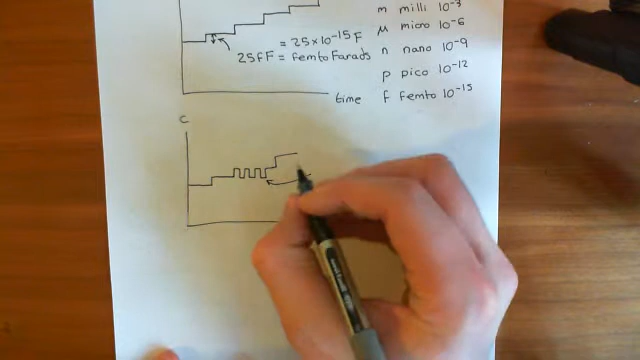 m milli 10⁻³
μ micro 10⁻⁶
= 25×10⁻¹⁵F
n nano 10⁻⁹
25fF = femto Farads
p pico 10⁻¹²
time
f femto 10⁻¹⁵
C